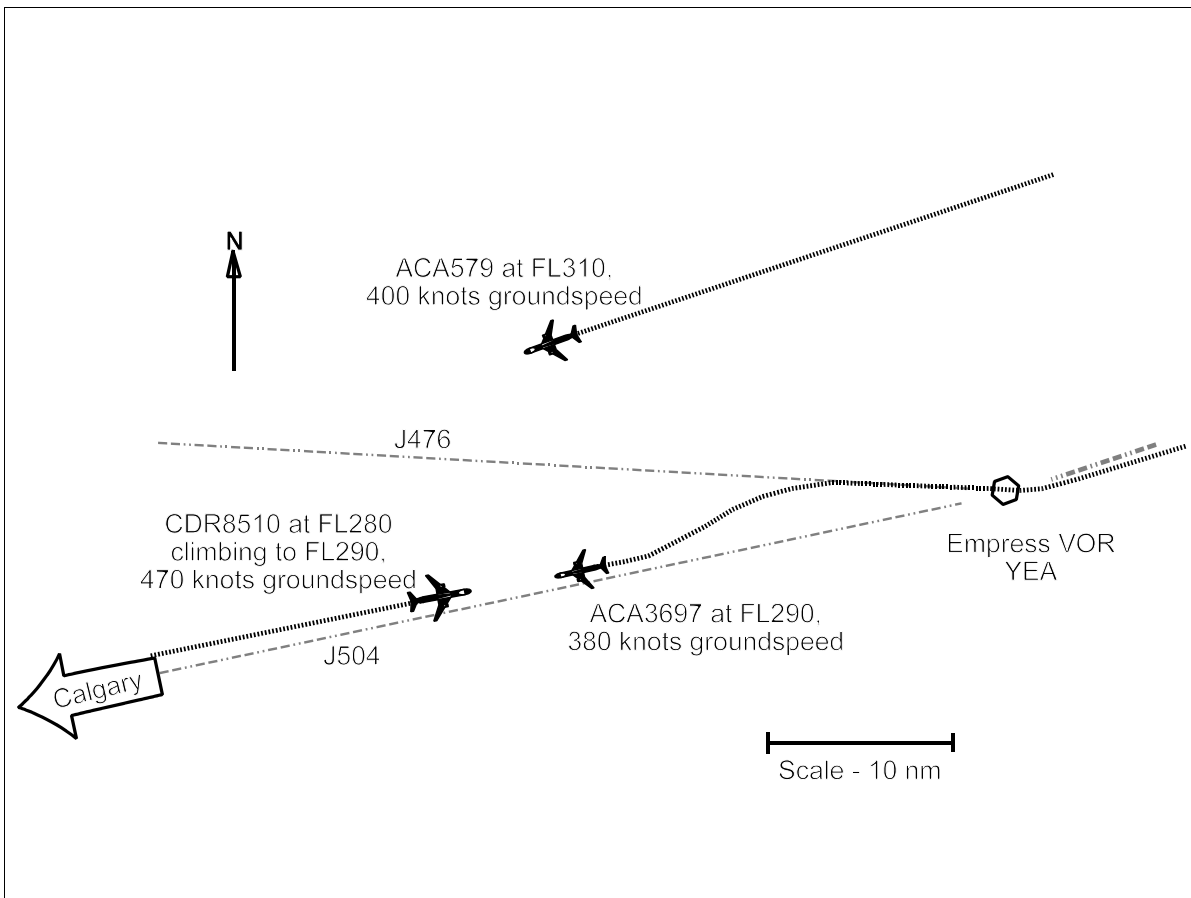 N
ACA579 at FL310,
400 knots groundspeed
J476
CDR8510 at FL280
climbing to FL290,
470 knots groundspeed
Empress VOR
YEA
ACA3697 at FL290,
380 knots groundspeed
J504
Calgary
Scale - 10 nm